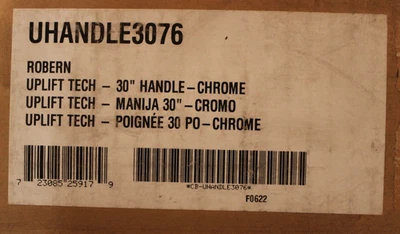 UHANDLE3076
ROBERN
UPLIFT TECH – 30" HANDLE–CHROME
UPLIFT TECH – MANIJA 30"–CROMO
UPLIFT TECH – POIGNÉE 30 PO–CHROME
7 23085 25917 9
*CB-UHANDLE3076*
F0622